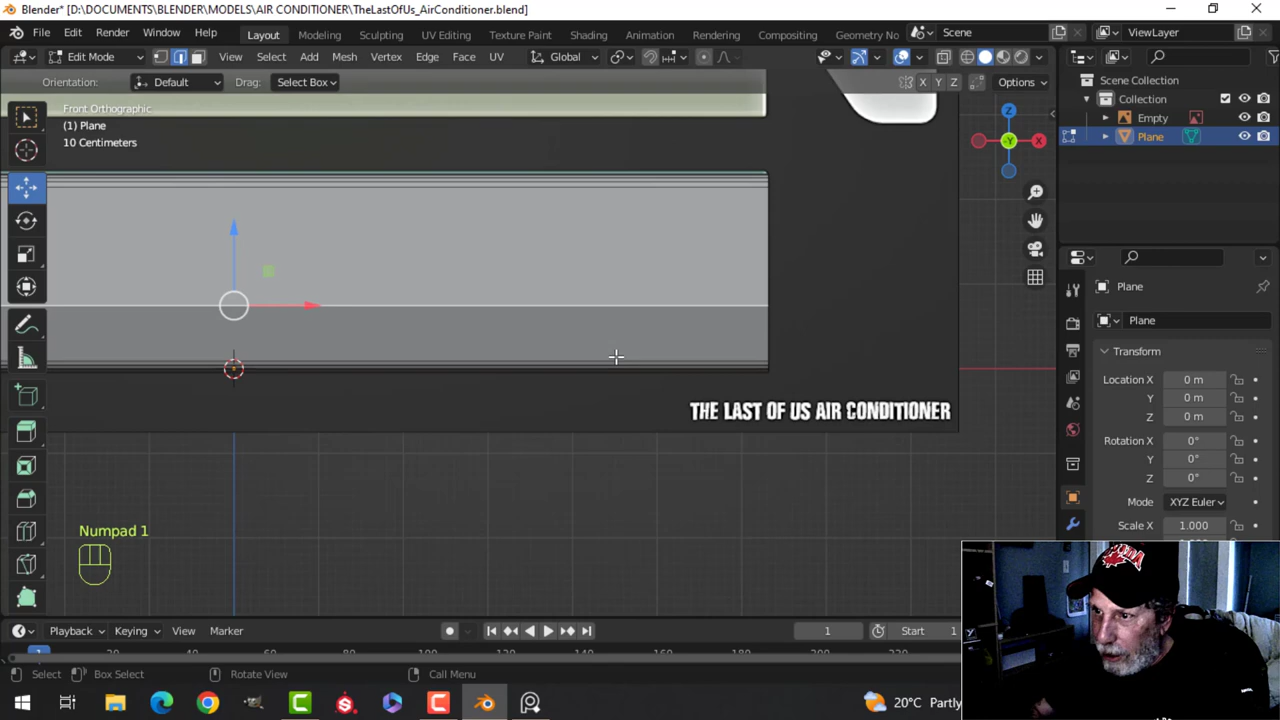 Blender* [D:\DOCUMENTS\BLENDER\MODELS\AIR CONDITIONER\TheLastOfUs_AirConditioner.blend]
File Edit Render Window Help Layout Modeling Sculpting UV Editing Texture Paint Shading Animation Rendering Compositing Geometry No Scene ViewLayer
Edit Mode View Select Add Mesh Vertex Edge Face UV Global
Orientation: Default Drag: Select Box X Y Z Options
Front Orthographic
(1) Plane
10 Centimeters
Z
Y
X
Scene Collection
Collection
Empty
Plane
Plane
Plane
Transform
Location X 0 m
Y 0 m
Z 0 m
Rotation X 0°
Y 0°
Z 0°
Mode XYZ Euler
Scale X 1.000
THE LAST OF US AIR CONDITIONER
Numpad 1
Playback Keying View Marker 1 Start 1
Select Box Select Rotate View Call Menu
20°C Partly